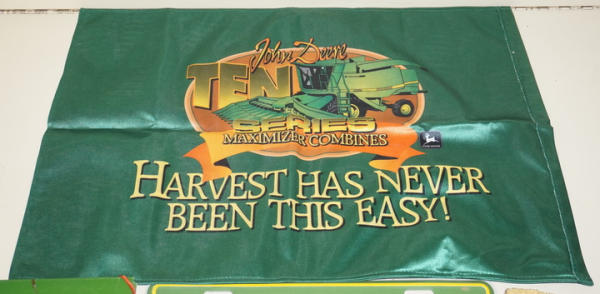 John Deere
TEN
SERIES
MAXIMIZER COMBINES
HARVEST HAS NEVER
BEEN THIS EASY!